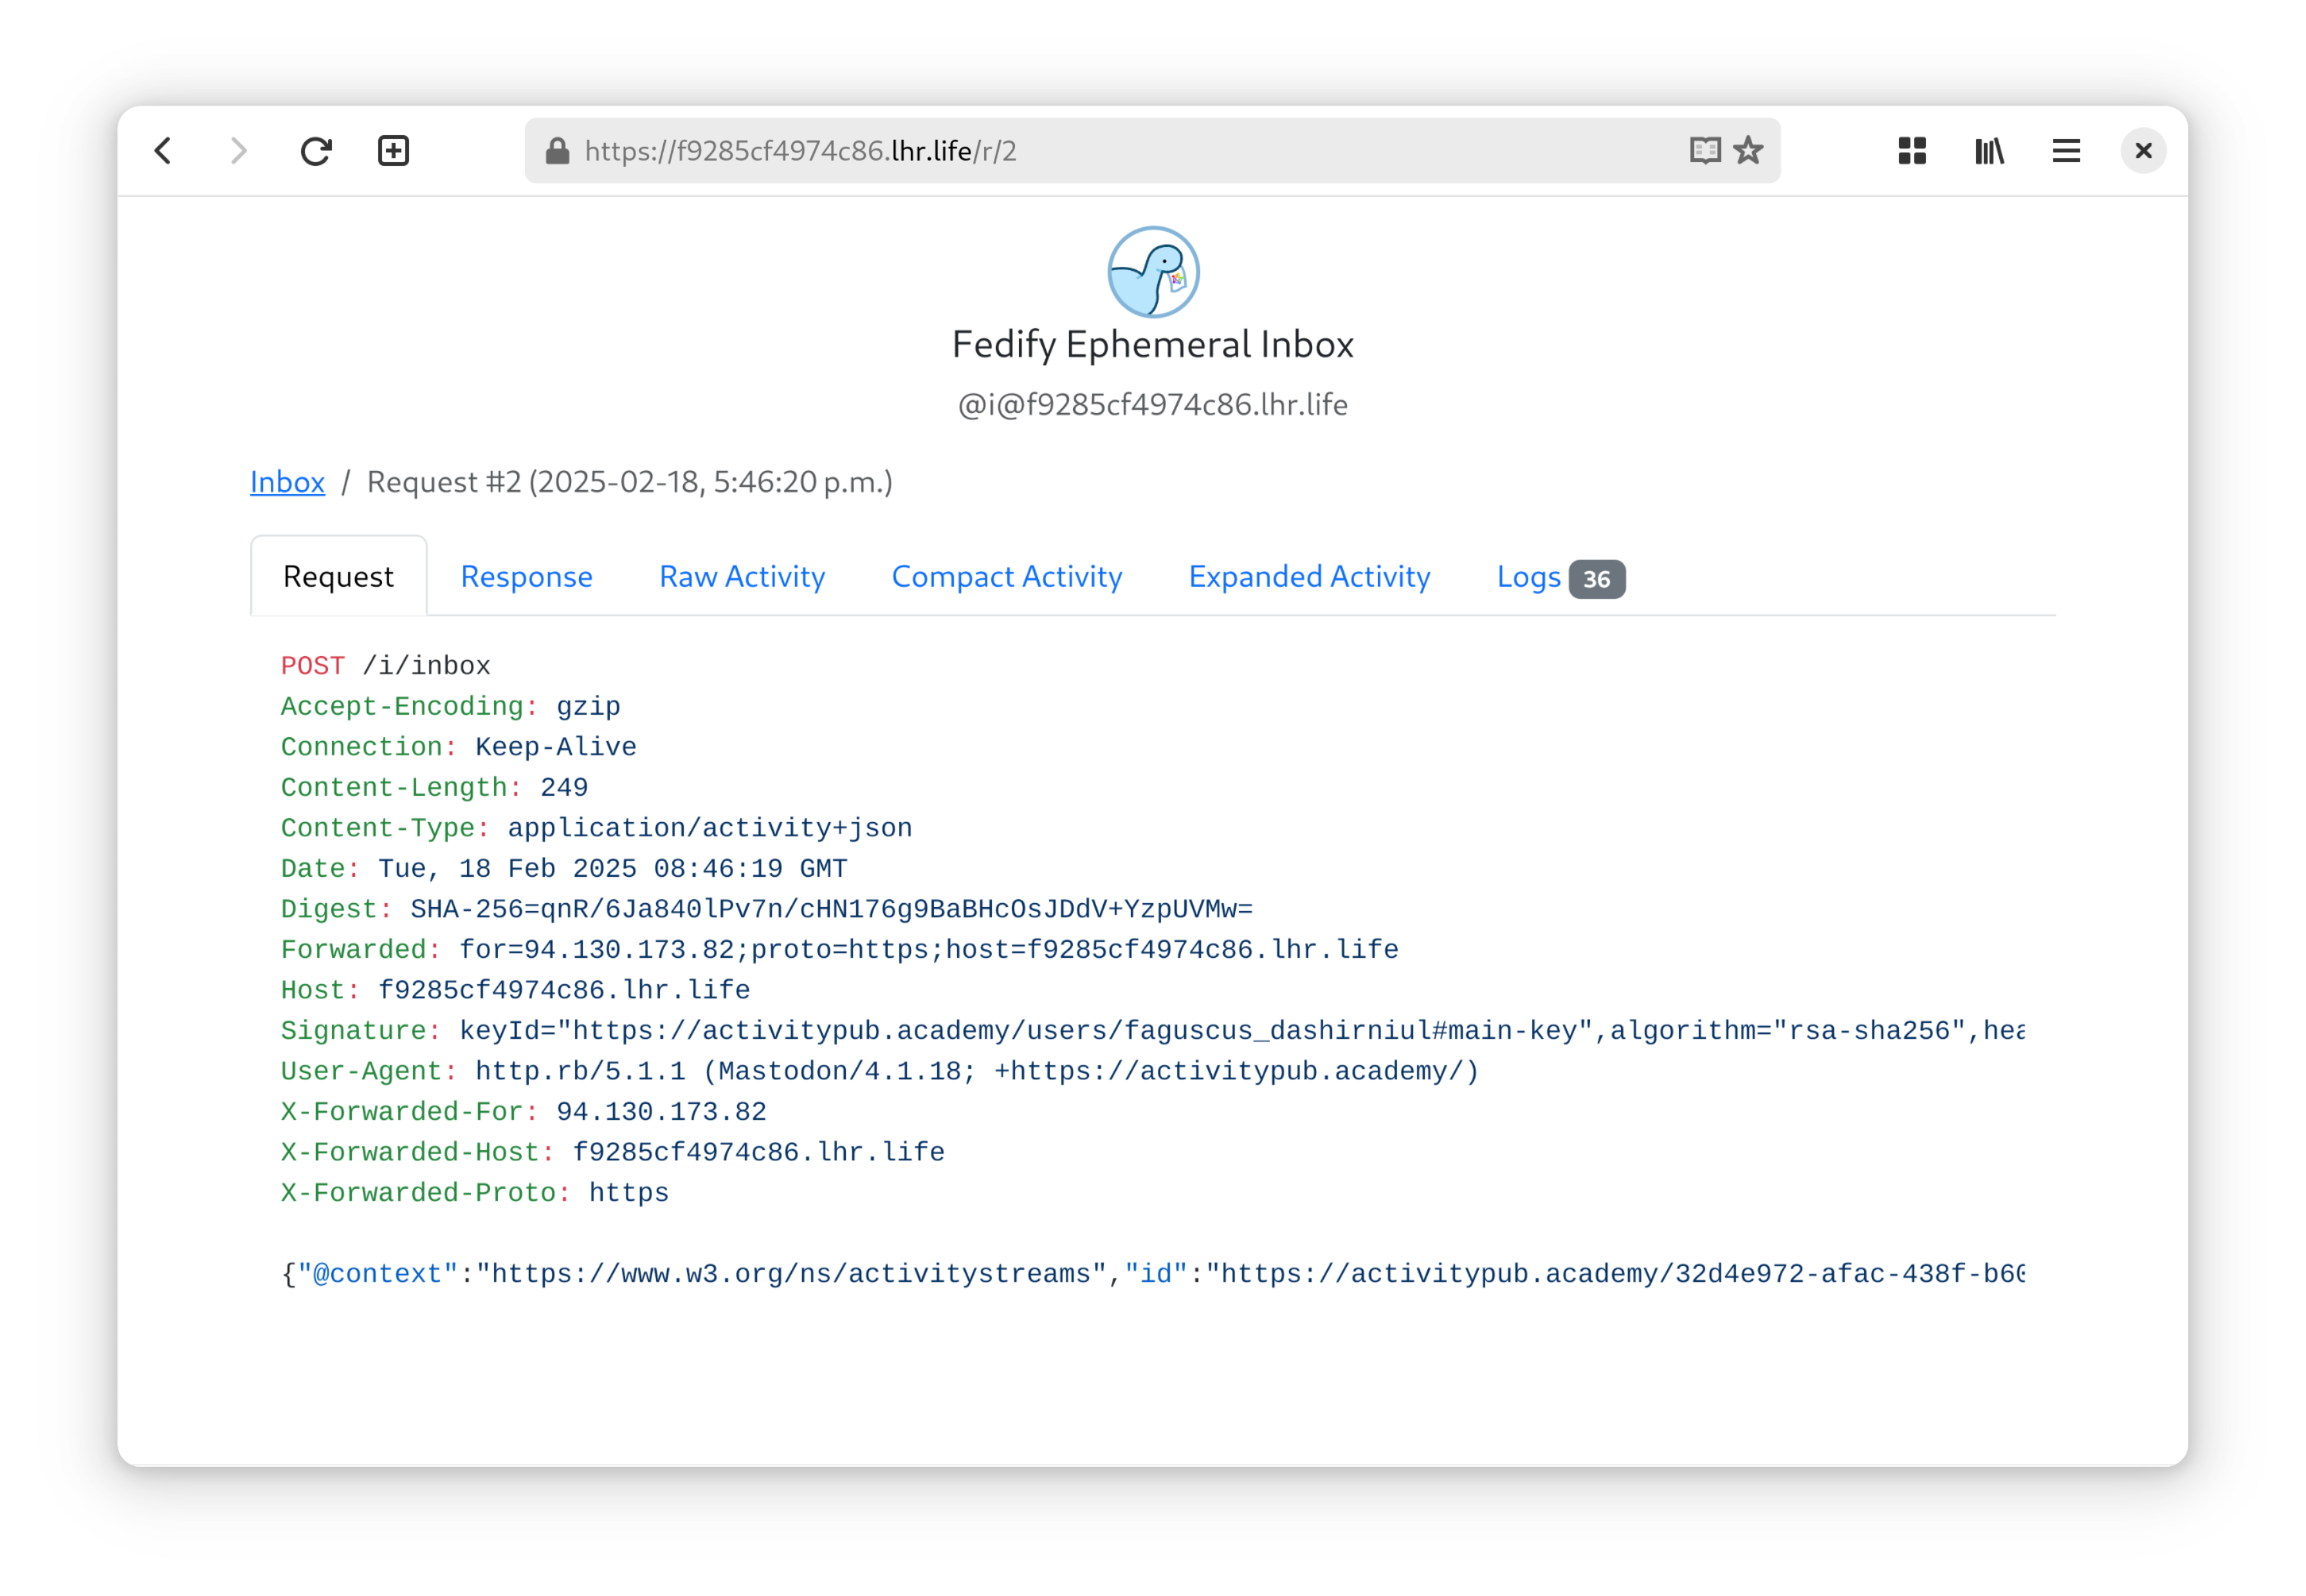 https://f9285cf4974c86.lhr.life/r/2
Fedify Ephemeral Inbox
@i@f9285cf4974c86.lhr.life
Inbox / Request #2 (2025-02-18, 5:46:20 p.m.)
Request Response Raw Activity Compact Activity Expanded Activity Logs 36
POST /i/inbox
Accept-Encoding: gzip
Connection: Keep-Alive
Content-Length: 249
Content-Type: application/activity+json
Date: Tue, 18 Feb 2025 08:46:19 GMT
Digest: SHA-256=qnR/6Ja840lPv7n/cHN176g9BaBHcOsJDdV+YzpUVMw=
Forwarded: for=94.130.173.82;proto=https;host=f9285cf4974c86.lhr.life
Host: f9285cf4974c86.lhr.life
Signature: keyId="https://activitypub.academy/users/faguscus_dashirniul#main-key",algorithm="rsa-sha256",hea
User-Agent: http.rb/5.1.1 (Mastodon/4.1.18; +https://activitypub.academy/)
X-Forwarded-For: 94.130.173.82
X-Forwarded-Host: f9285cf4974c86.lhr.life
X-Forwarded-Proto: https
{"@context":"https://www.w3.org/ns/activitystreams","id":"https://activitypub.academy/32d4e972-afac-438f-b60